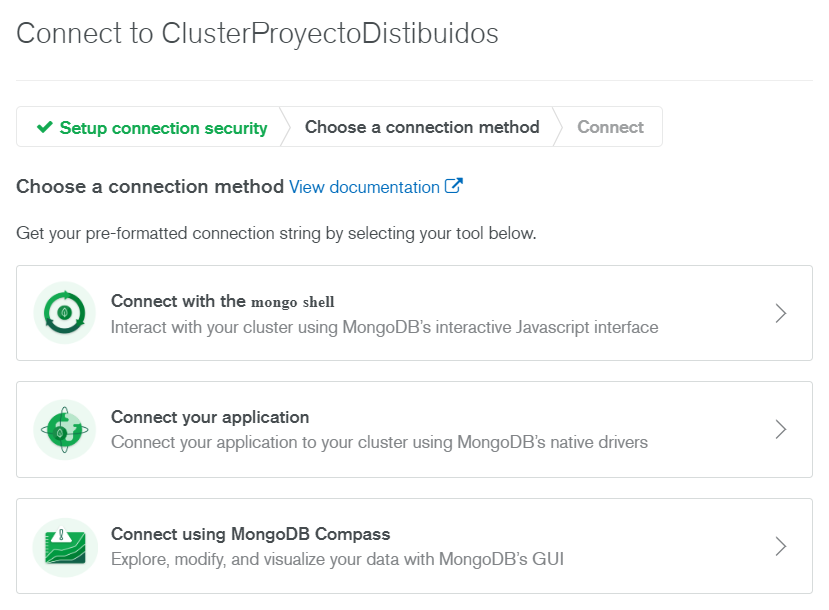 Connect to ClusterProyectoDistibuidos
Setup connection security
Choose a connection method
Connect
Choose a connection method View documentation
Get your pre-formatted connection string by selecting your tool below.
Connect with the mongo shell
Interact with your cluster using MongoDB's interactive Javascript interface
Connect your application
Connect your application to your cluster using MongoDB's native drivers
Connect using MongoDB Compass
Explore, modify, and visualize your data with MongoDB's GUI